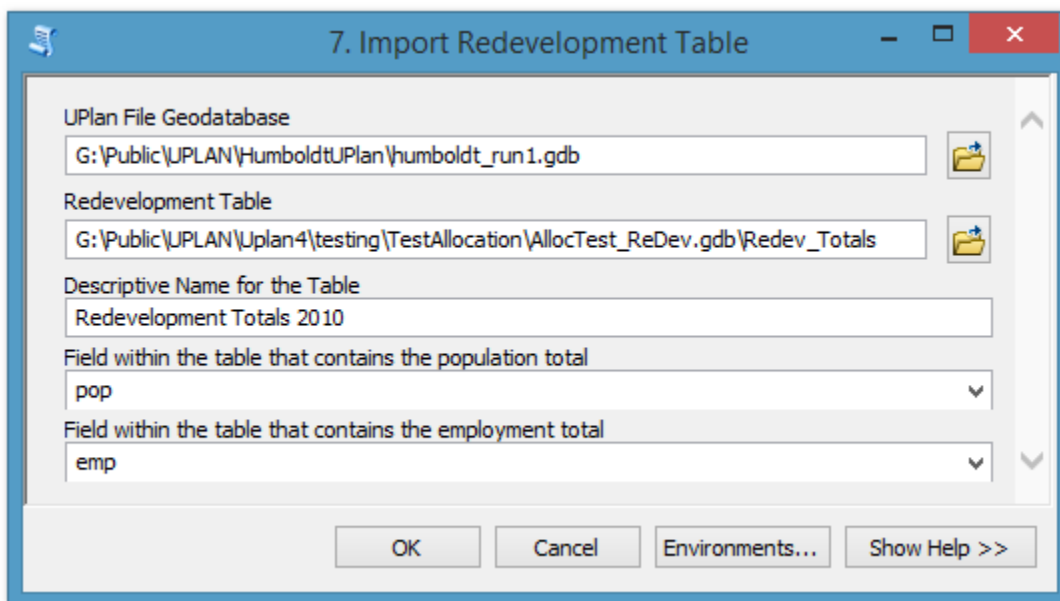 7. Import Redevelopment Table
UPlan File Geodatabase
G:\Public\UPLAN\HumboldtUPlan\humboldt_run1.gdb
Redevelopment Table
G:\Public\UPLAN\Uplan4\testing\TestAllocation\AllocTest_ReDev.gdb\Redev_Totals
Descriptive Name for the Table
Redevelopment Totals 2010
Field within the table that contains the population total
pop
Field within the table that contains the employment total
emp
OK Cancel Environments... Show Help >>